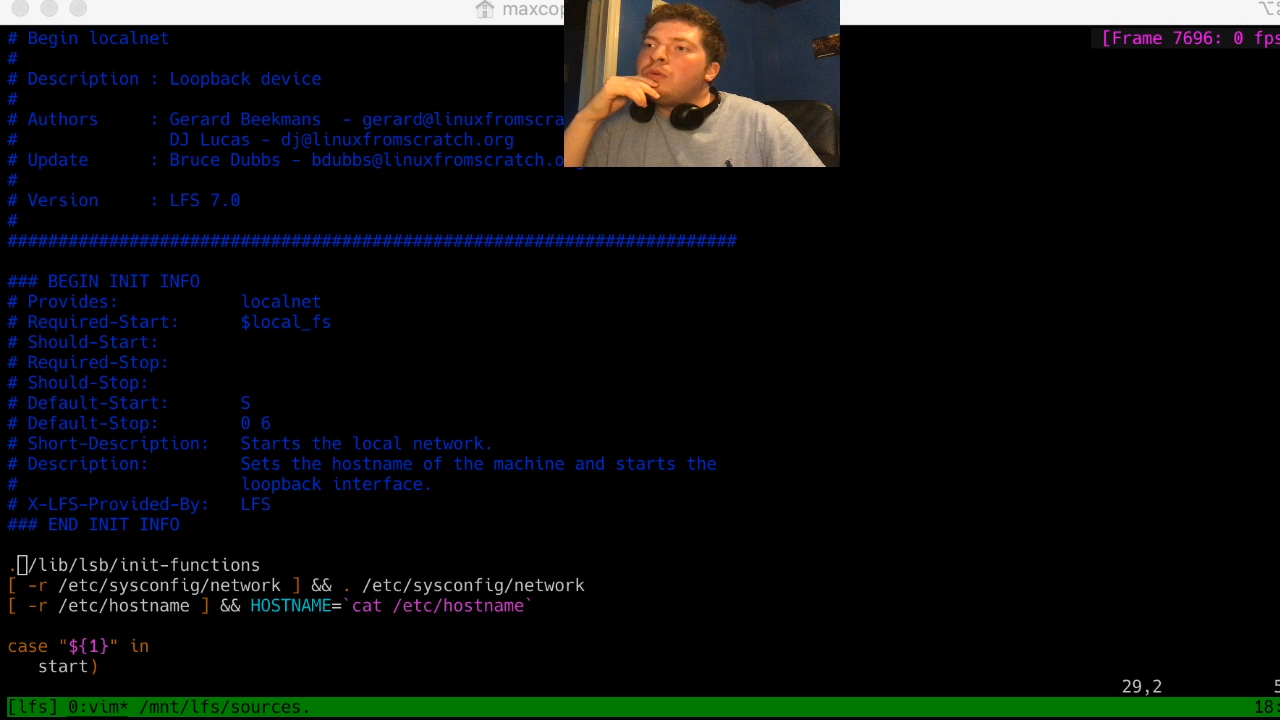 maxcop
# Begin localnet
[Frame 7696: 0 fps
#
# Description : Loopback device
#
# Authors     : Gerard Beekmans  - gerard@linuxfromscra
#               DJ Lucas - dj@linuxfromscratch.org
# Update      : Bruce Dubbs - bdubbs@linuxfromscratch.o
#
# Version     : LFS 7.0
#
########################################################################
### BEGIN INIT INFO
# Provides:            localnet
# Required-Start:      $local_fs
# Should-Start:
# Required-Stop:
# Should-Stop:
# Default-Start:       S
# Default-Stop:        0 6
# Short-Description:   Starts the local network.
# Description:         Sets the hostname of the machine and starts the
#                      loopback interface.
# X-LFS-Provided-By:   LFS
### END INIT INFO
. /lib/lsb/init-functions
[ -r /etc/sysconfig/network ] && . /etc/sysconfig/network
[ -r /etc/hostname ] && HOSTNAME=`cat /etc/hostname`
case "${1}" in
   start)
29,2 5
[lfs] 0:vim* /mnt/lfs/sources. 18: